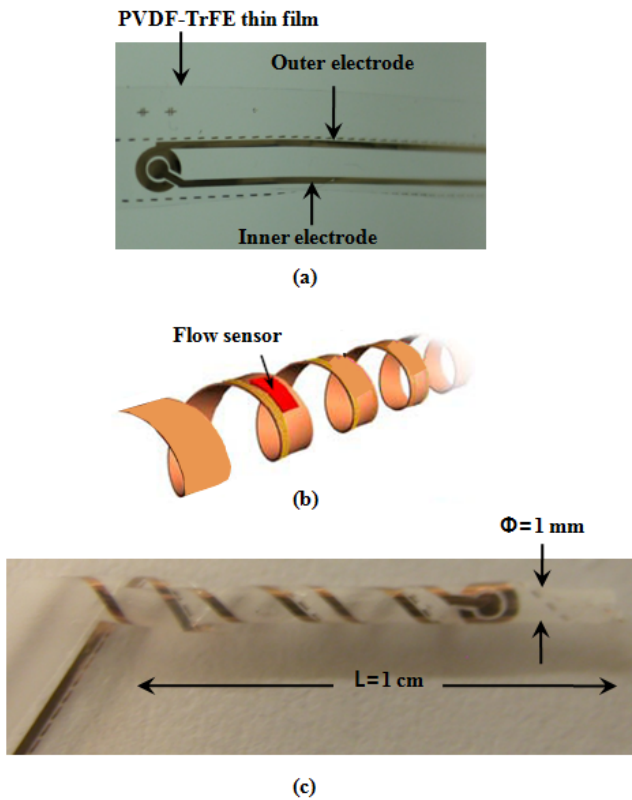 PVDF-TrFE thin film
Outer electrode
Inner electrode
(a)
Flow sensor
(b)
Φ=1 mm
L=1 cm
(c)